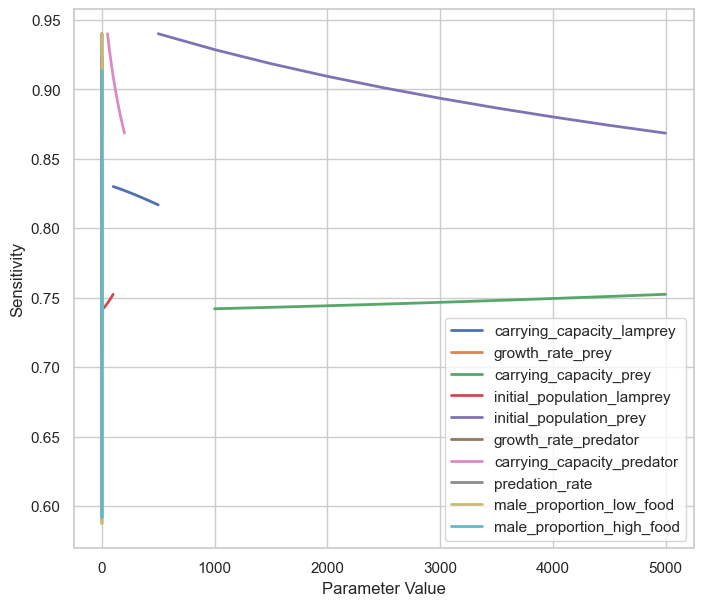 0.95
0.90
0.85
0.80
0.75
0.70
0.65
0.60
Sensitivity
0 1000 2000 3000 4000 5000
Parameter Value
carrying_capacity_lamprey
growth_rate_prey
carrying_capacity_prey
initial_population_lamprey
initial_population_prey
growth_rate_predator
carrying_capacity_predator
predation_rate
male_proportion_low_food
male_proportion_high_food